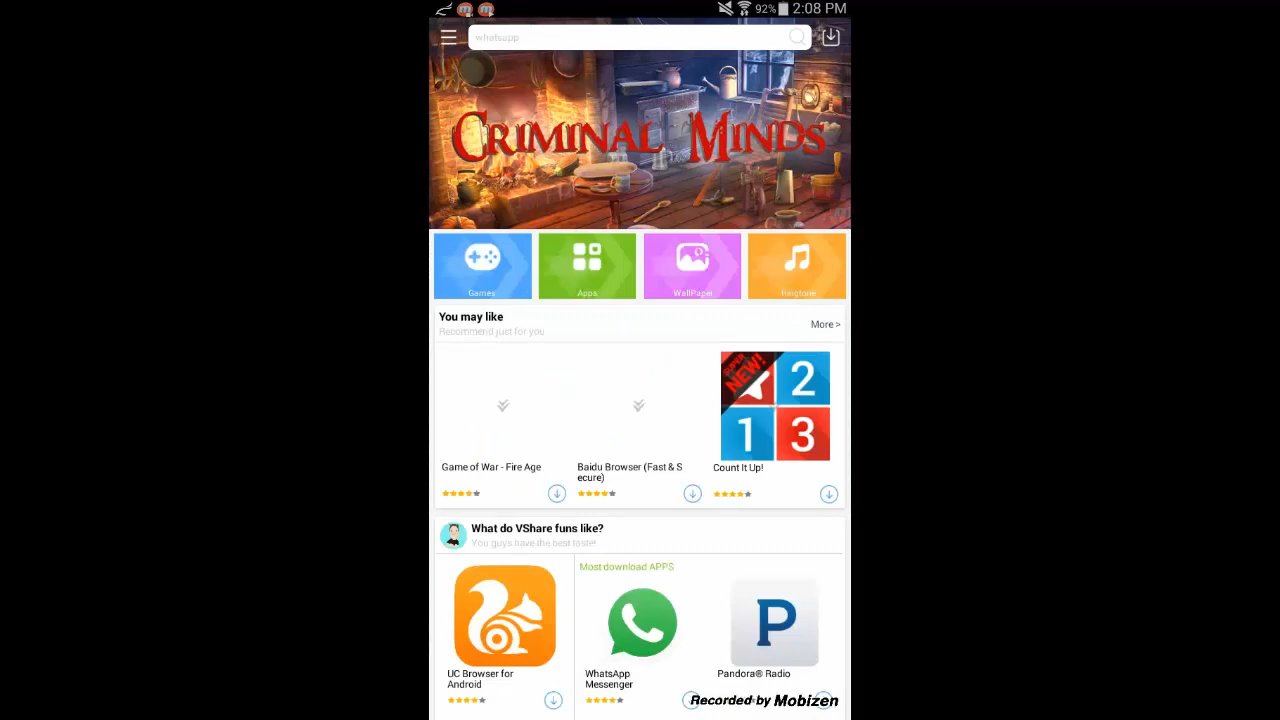 92% 2:08 PM
whatsapp
CRIMINAL MINDS
Games
Apps
WallPaper
Ringtone
You may like
More >
Recommend just for you
SUPER NEW!
2
1
3
Game of War - Fire Age
Baidu Browser (Fast & S
ecure)
Count It Up!
What do VShare funs like?
You guys have the best taste!
Most download APPS
P
UC Browser for
Android
WhatsApp
Messenger
Pandora® Radio
Recorded by Mobizen